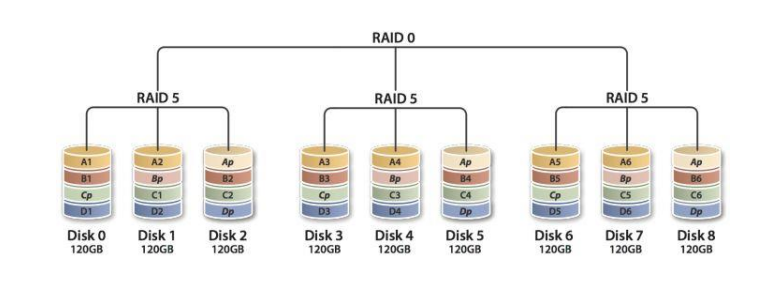 RAID 0
RAID 5 RAID 5 RAID 5
A1 A2 Ap A3 A4 Ap A5 A6 Ap
B1 Bp B2 B3 Bp B4 B5 Bp B6
Cp C1 C2 Cp C3 C4 Cp C5 C6
D1 D2 Dp D3 D4 Dp D5 D6 Dp
Disk 0 Disk 1 Disk 2 Disk 3 Disk 4 Disk 5 Disk 6 Disk 7 Disk 8
120GB 120GB 120GB 120GB 120GB 120GB 120GB 120GB 120GB